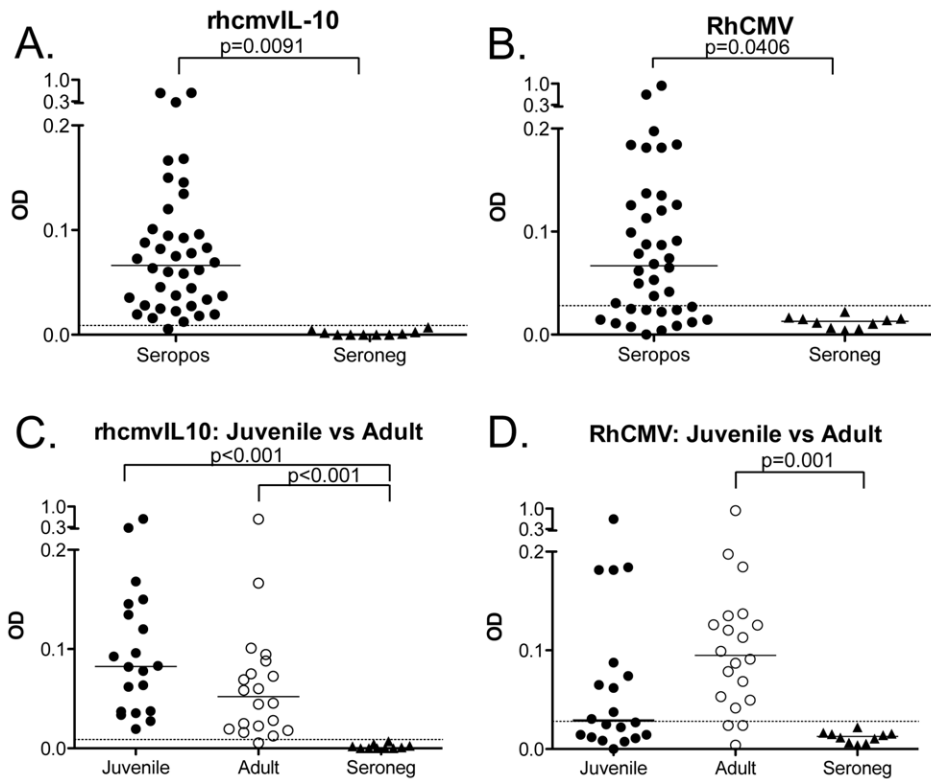 A.
rhcmvIL-10
p=0.0091
1.0
0.3
0.2
0.1
0.0
OD
Seropos Seroneg
B.
RhCMV
p=0.0406
1.0
0.3
0.2
0.1
0.0
OD
Seropos Seroneg
C.
rhcmvIL10: Juvenile vs Adult
p<0.001
p<0.001
1.0
0.3
0.2
0.1
0.0
OD
Juvenile Adult Seroneg
D.
RhCMV: Juvenile vs Adult
p=0.001
1.0
0.3
0.2
0.1
0.0
OD
Juvenile Adult Seroneg